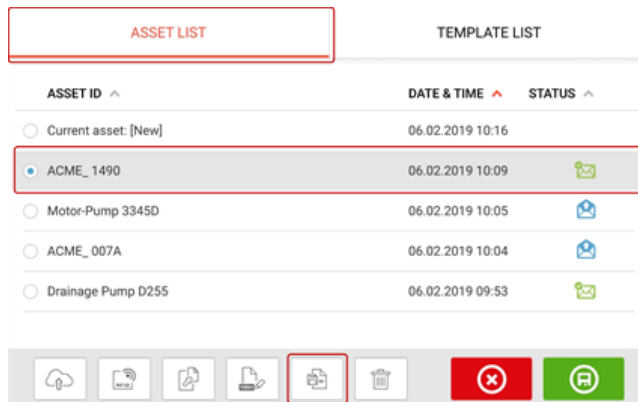 ASSET LIST TEMPLATE LIST
ASSET ID DATE & TIME STATUS
Current asset: [New] 06.02.2019 10:16
ACME_ 1490 06.02.2019 10:09
Motor-Pump 3345D 06.02.2019 10:05
ACME_ 007A 06.02.2019 10:04
Drainage Pump D255 06.02.2019 09:53